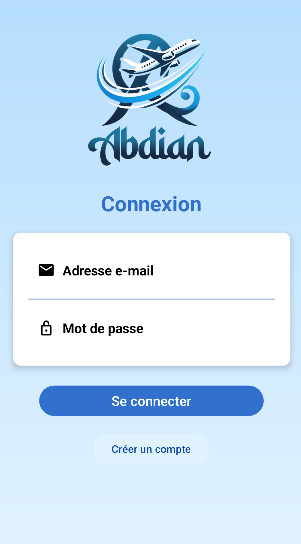 Abdian
Connexion
Adresse e-mail
Mot de passe
Se connecter
Créer un compte